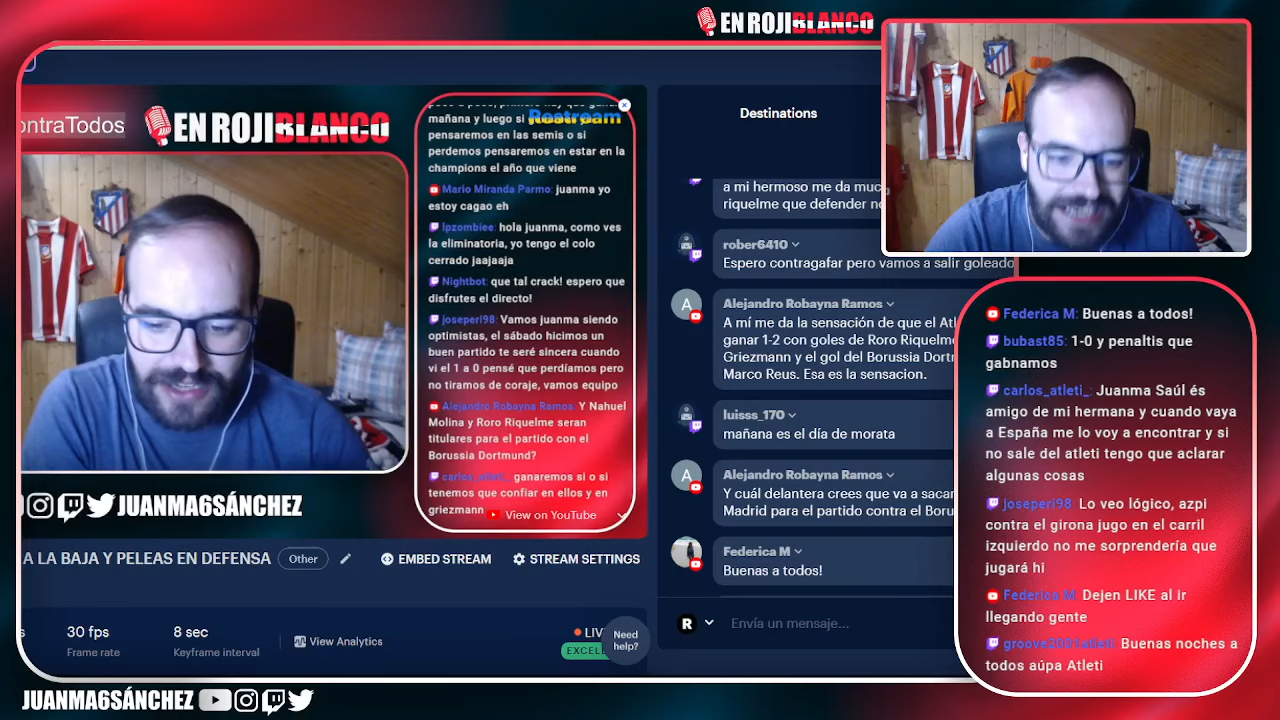 EN ROJIBLANCO
ontraTodos
EN ROJIBLANCO
mañana y luego si
Restream
pensaremos en las semis o si
perdemos pensaremos en estar en la
champions el año que viene
Mario Miranda Parmo: juanma yo
estoy cagao eh
lpzombiee: hola juanma, como ves
la eliminatoria, yo tengo el colo
cerrado jaajaaja
Nightbot: que tal crack! espero que
disfrutes el directo!
joseperi98: Vamos juanma siendo
optimistas, el sábado hicimos un
buen partido te seré sincera cuando
vi el 1 a 0 pensé que perdíamos pero
no tiramos de coraje, vamos equipo
Alejandro Robayna Ramos: Y Nahuel
Molina y Roro Riquelme seran
titulares para el partido con el
Borussia Dortmund?
carlos_atleti_: ganaremos si o si
tenemos que confiar en ellos y en
griezmann
View on YouTube
JUANMA6SÁNCHEZ
A LA BAJA Y PELEAS EN DEFENSA
Other
EMBED STREAM
STREAM SETTINGS
30 fps
Frame rate
8 sec
Keyframe interval
View Analytics
LIV
EXCELL
Need
help?
Destinations
a mi hermoso me da muc
riquelme que defender no
rober6410
Espero contragafar pero vamos a salir goleado
A
Alejandro Robayna Ramos
A mí me da la sensación de que el Atl
ganar 1-2 con goles de Roro Riquelme
Griezmann y el gol del Borussia Dortr
Marco Reus. Esa es la sensacion.
luisss_170
mañana es el día de morata
A
Alejandro Robayna Ramos
Y cuál delantera crees que va a sacar
Madrid para el partido contra el Boru
Federica M
Buenas a todos!
R
Envía un mensaje...
Federica M: Buenas a todos!
bubast85: 1-0 y penaltis que
gabnamos
carlos_atleti_: Juanma Saúl és
amigo de mi hermana y cuando vaya
a España me lo voy a encontrar y si
no sale del atleti tengo que aclarar
algunas cosas
joseperi98: Lo veo lógico, azpi
contra el girona jugo en el carril
izquierdo no me sorprendería que
jugará hi
Federica M: Dejen LIKE al ir
llegando gente
groove2001atleti: Buenas noches a
todos aúpa Atleti
JUANMA6SÁNCHEZ